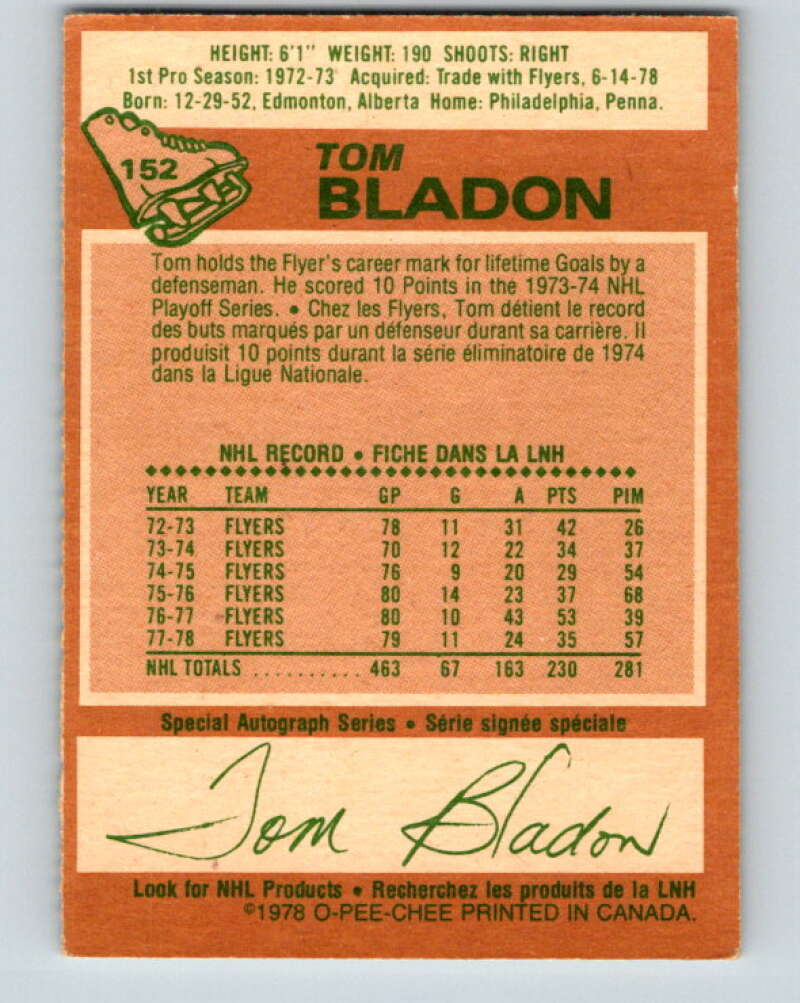 HEIGHT: 6'1" WEIGHT: 190 SHOOTS: RIGHT
1st Pro Season: 1972-73 Acquired: Trade with Flyers, 6-14-78
Born: 12-29-52, Edmonton, Alberta Home: Philadelphia, Penna.
152
TOM
BLADON
Tom holds the Flyer's career mark for lifetime Goals by a
defenseman. He scored 10 Points in the 1973-74 NHL
Playoff Series. • Chez les Flyers, Tom détient le record
des buts marqués par un défenseur durant sa carrière. Il
produisit 10 points durant la série éliminatoire de 1974
dans la Ligue Nationale.
NHL RECORD • FICHE DANS LA LNH
YEAR TEAM GP G A PTS PIM
72-73 FLYERS 78 11 31 42 26
73-74 FLYERS 70 12 22 34 37
74-75 FLYERS 76 9 20 29 54
75-76 FLYERS 80 14 23 37 68
76-77 FLYERS 80 10 43 53 39
77-78 FLYERS 79 11 24 35 57
NHL TOTALS .......... 463 67 163 230 281
Special Autograph Series • Série signée spéciale
Tom Bladon
Look for NHL Products • Recherchez les produits de la LNH
©1978 O-PEE-CHEE PRINTED IN CANADA.